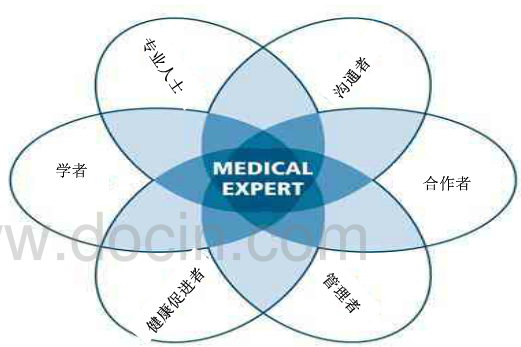 专业人士
沟通者
学者
MEDICAL
EXPERT
合作者
www.docin.com
健康促进者
管理者